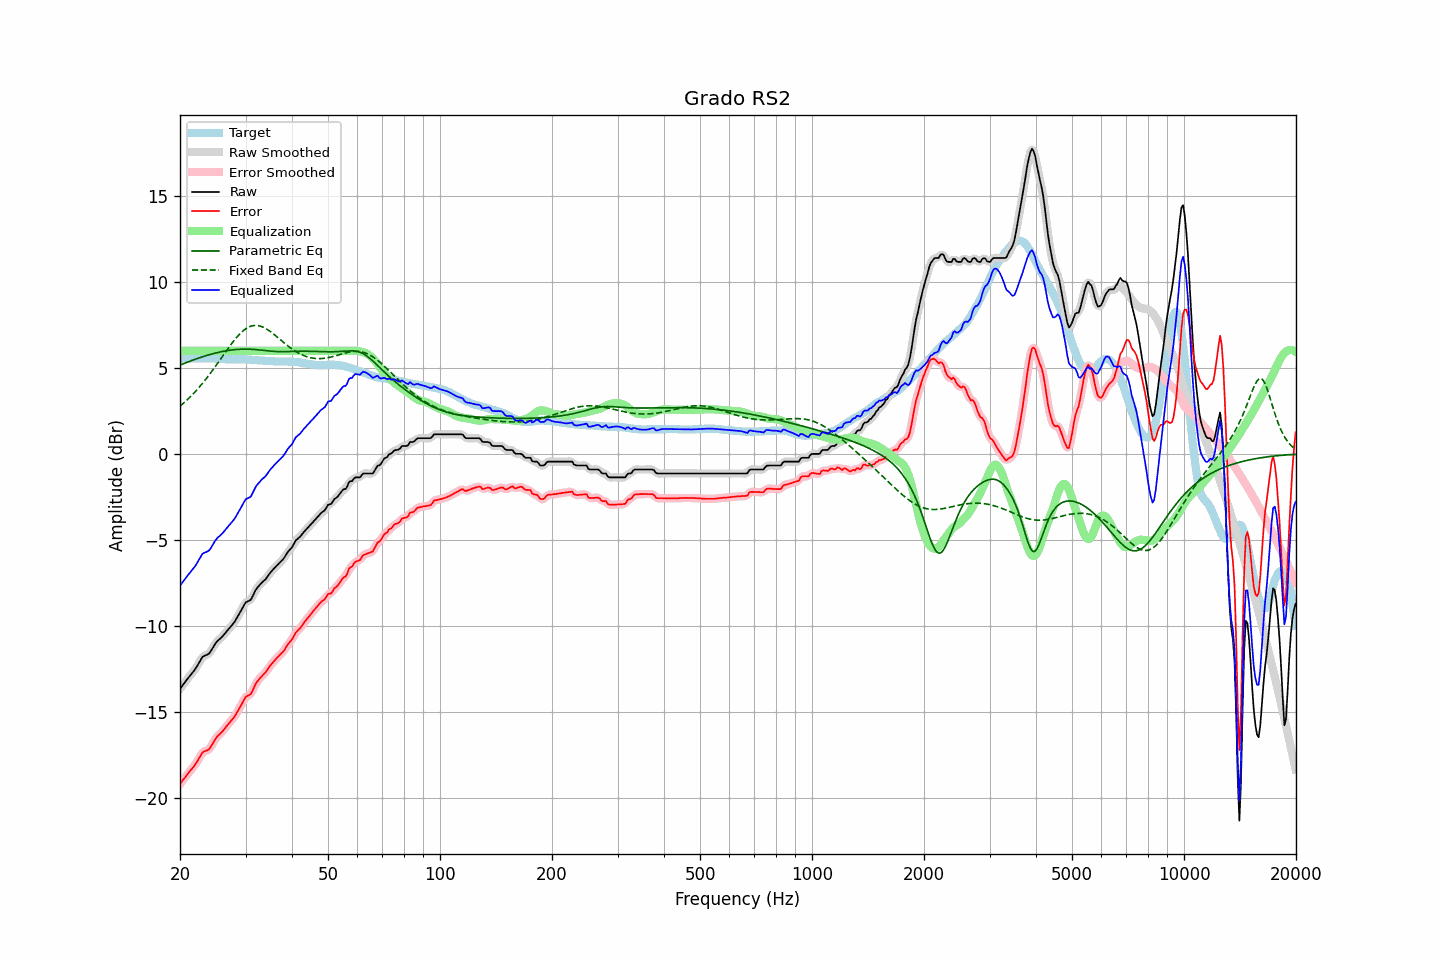 Grado RS2
Target
Raw Smoothed
Error Smoothed
Raw
Error
Equalization
Parametric Eq
Fixed Band Eq
Equalized
Amplitude (dBr)
15
10
5
0
−5
−10
−15
−20
20 50 100 200 500 1000 2000 5000 10000 20000
Frequency (Hz)